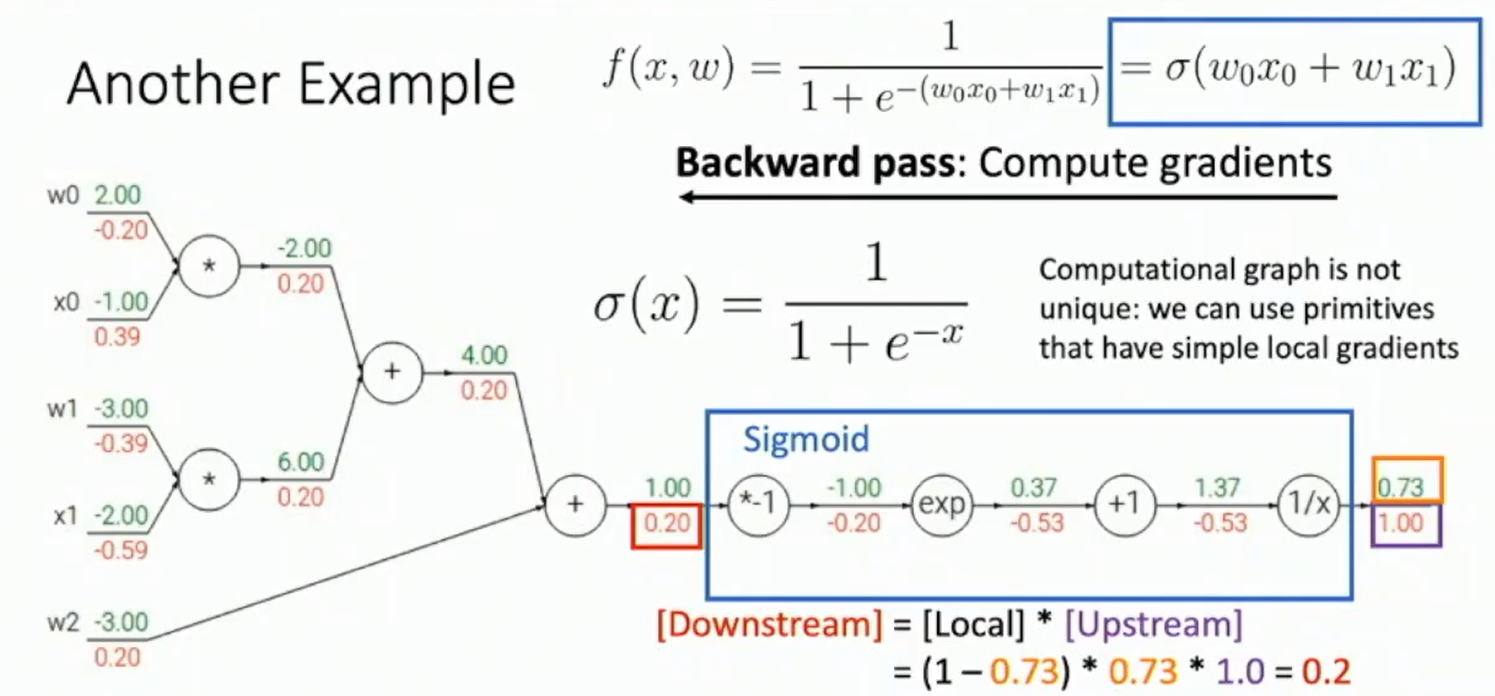 Another Example
f(x, w) = 1 / (1 + e^{-(w_0x_0+w_1x_1)}) = σ(w_0x_0 + w_1x_1)
Backward pass: Compute gradients
σ(x) = 1 / (1 + e^{-x})
Computational graph is not
unique: we can use primitives
that have simple local gradients
w0 2.00
-0.20
*
-2.00
0.20
x0 -1.00
0.39
+
4.00
0.20
w1 -3.00
-0.39
*
6.00
0.20
x1 -2.00
-0.59
w2 -3.00
0.20
+
1.00
0.20
Sigmoid
*-1
-1.00
-0.20
exp
0.37
-0.53
+1
1.37
-0.53
1/x
0.73
1.00
[Downstream] = [Local] * [Upstream]
= (1 – 0.73) * 0.73 * 1.0 = 0.2